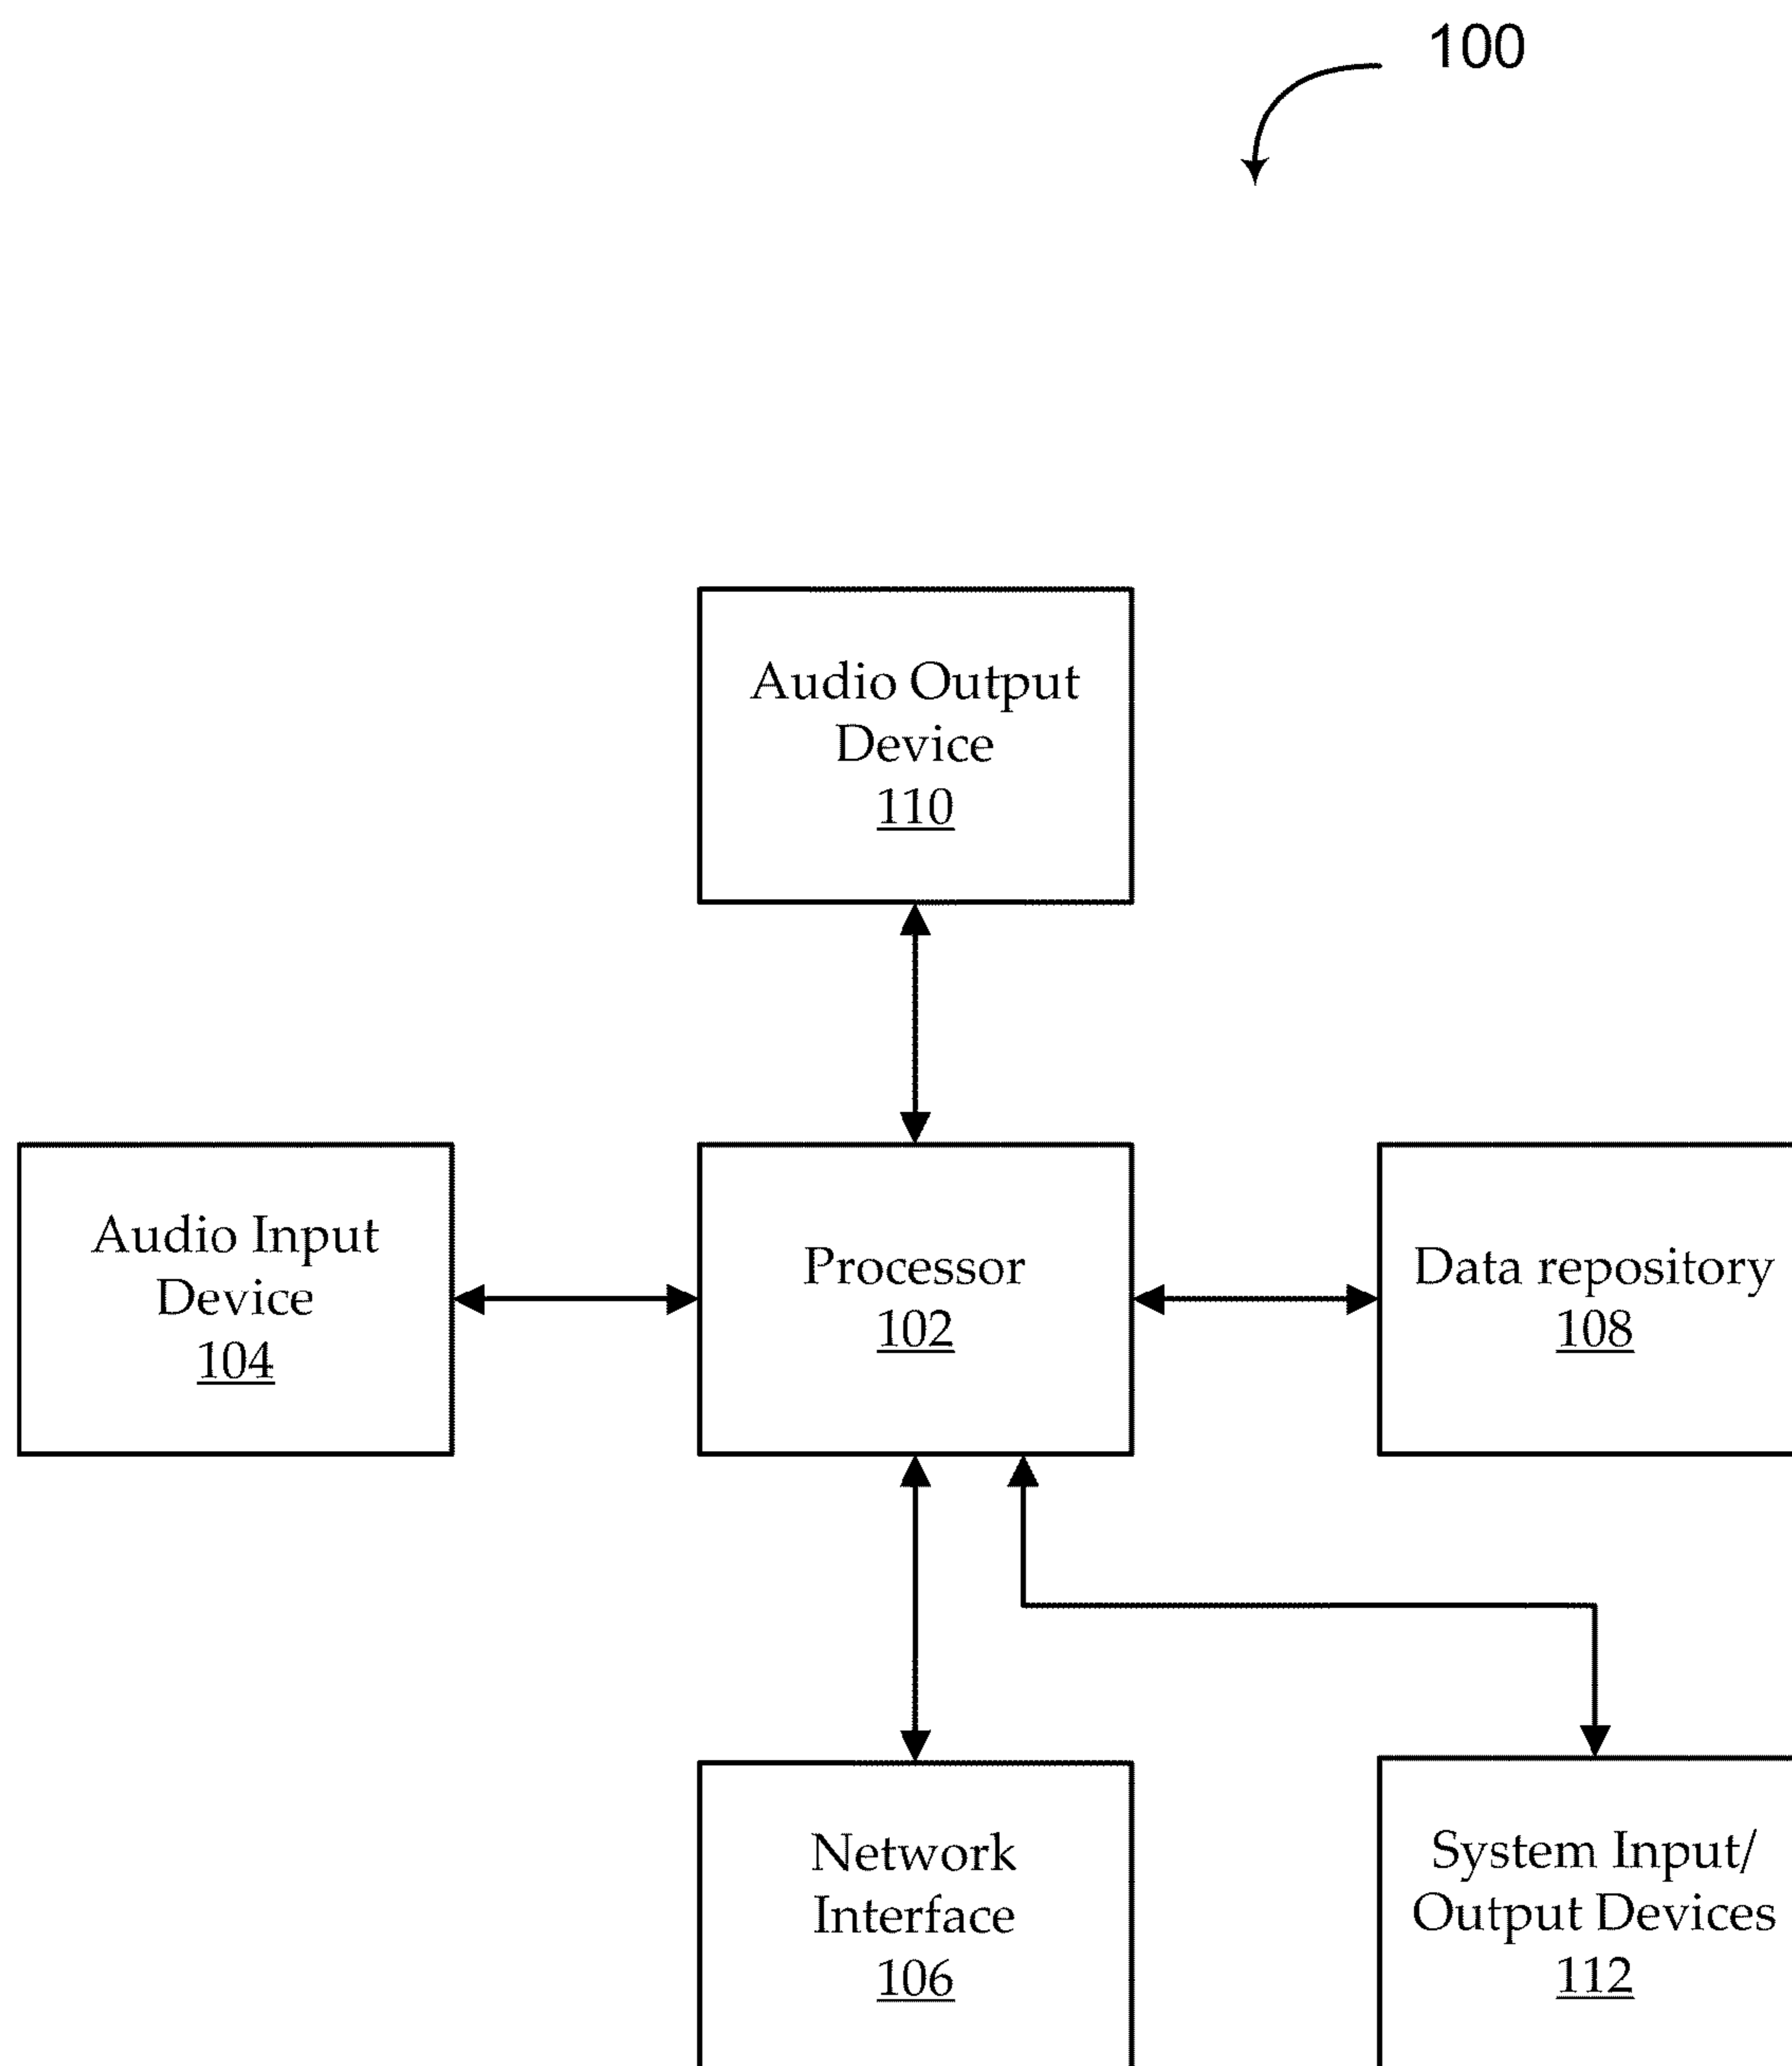 100
Audio Output
Device
110
Audio Input
Device
104
Processor
102
Data repository
108
Network
Interface
106
System Input/
Output Devices
112